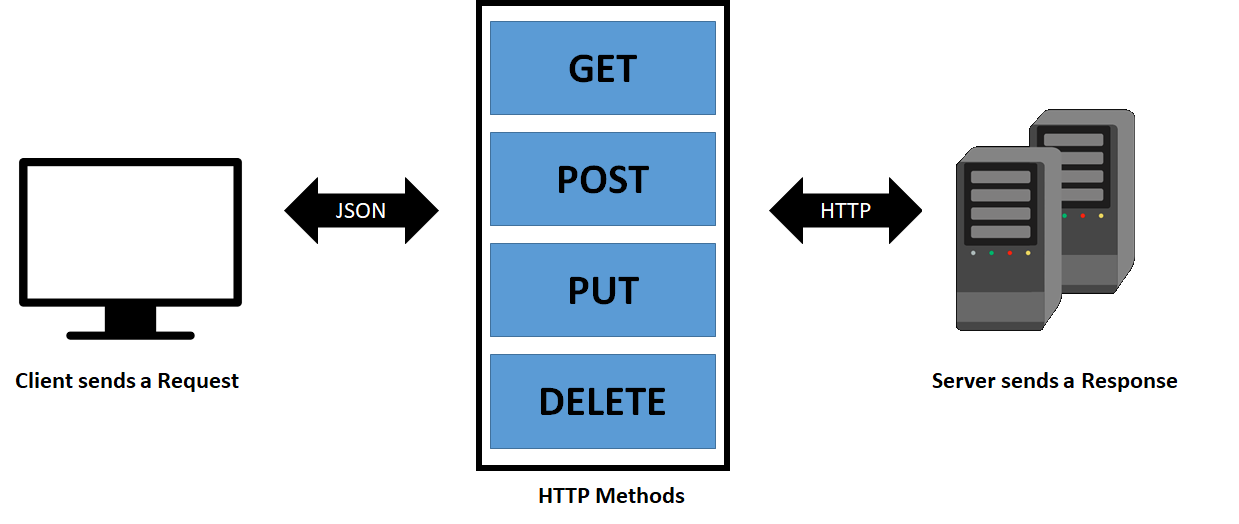 GET
POST
PUT
DELETE
JSON
HTTP
Client sends a Request
Server sends a Response
HTTP Methods